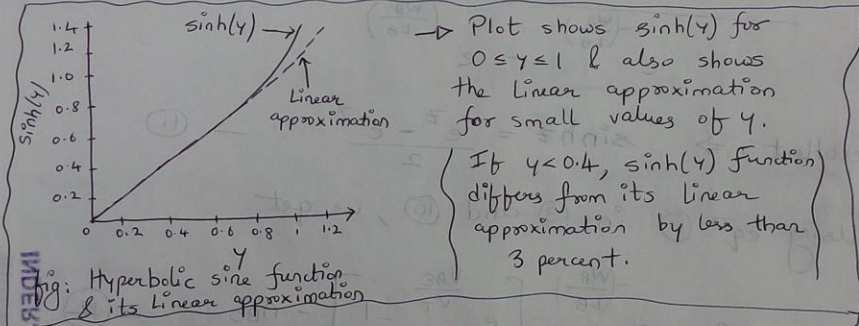 sinh(y) →
1.4
1.2
1.0
0.8
0.6
0.4
0.2
sinh(y)
Linear
approximation
0 0.2 0.4 0.6 0.8 1 1.2
y
fig: Hyperbolic sine function
& its Linear approximation
→ Plot shows sinh(y) for
0 ≤ y ≤ 1 & also shows
the Linear approximation
for small values of y.
If y < 0.4, sinh(y) function
differs from its linear
approximation by less than
3 percent.
INDER